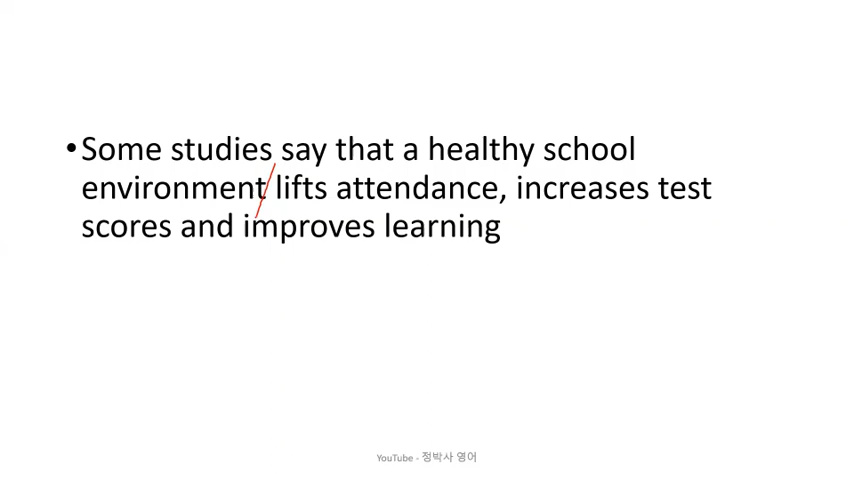 •Some studies say that a healthy school
environment lifts attendance, increases test
scores and improves learning
YouTube - 정박사 영어